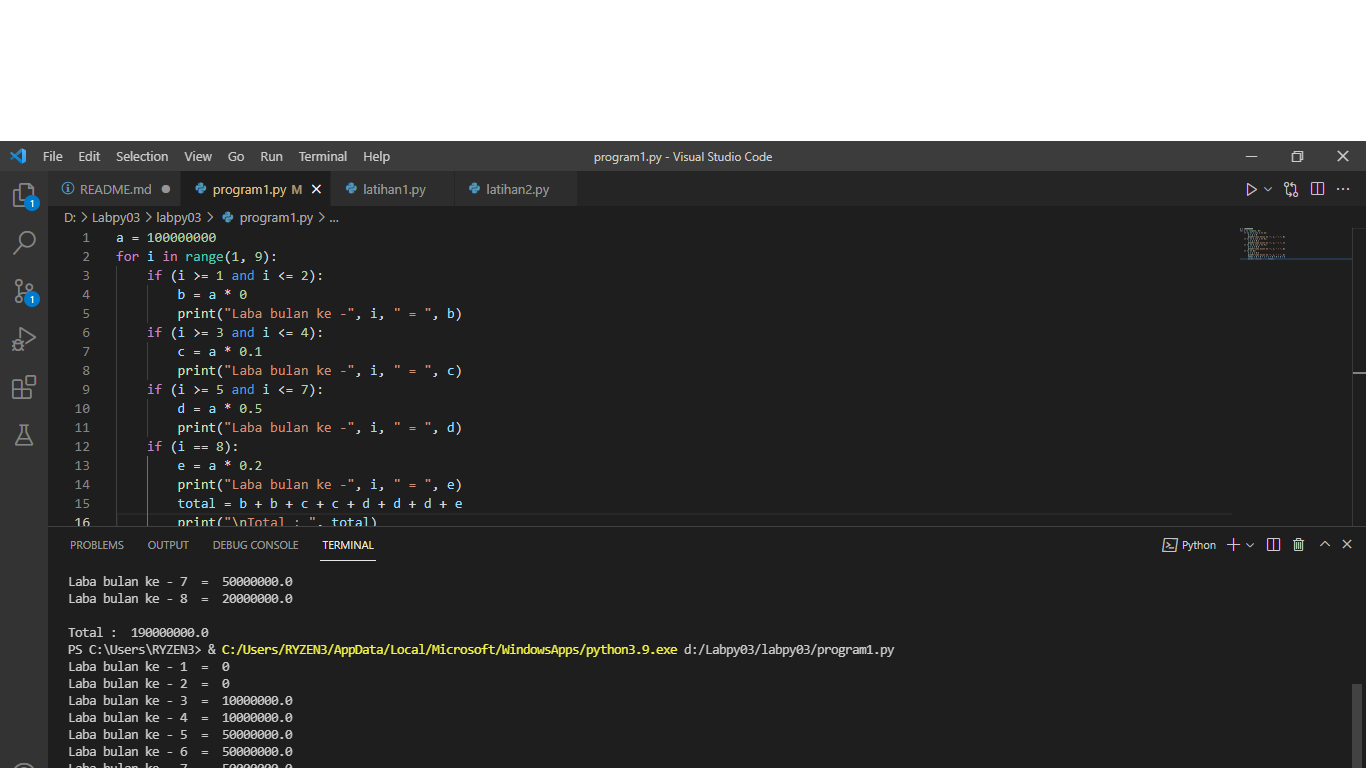 File Edit Selection View Go Run Terminal Help program1.py - Visual Studio Code
README.md program1.py M latihan1.py latihan2.py
D: > Labpy03 > labpy03 > program1.py > ...
1 a = 100000000
2 for i in range(1, 9):
3 if (i >= 1 and i <= 2):
4 b = a * 0
5 print("Laba bulan ke -", i, " = ", b)
6 if (i >= 3 and i <= 4):
7 c = a * 0.1
8 print("Laba bulan ke -", i, " = ", c)
9 if (i >= 5 and i <= 7):
10 d = a * 0.5
11 print("Laba bulan ke -", i, " = ", d)
12 if (i == 8):
13 e = a * 0.2
14 print("Laba bulan ke -", i, " = ", e)
15 total = b + b + c + c + d + d + d + e
16 print("\nTotal : ", total)
1
1
PROBLEMS OUTPUT DEBUG CONSOLE TERMINAL Python
Laba bulan ke - 7 = 50000000.0
Laba bulan ke - 8 = 20000000.0
Total : 190000000.0
PS C:\Users\RYZEN3> & C:/Users/RYZEN3/AppData/Local/Microsoft/WindowsApps/python3.9.exe d:/Labpy03/labpy03/program1.py
Laba bulan ke - 1 = 0
Laba bulan ke - 2 = 0
Laba bulan ke - 3 = 10000000.0
Laba bulan ke - 4 = 10000000.0
Laba bulan ke - 5 = 50000000.0
Laba bulan ke - 6 = 50000000.0
Laba bulan ke - 7 = 50000000.0